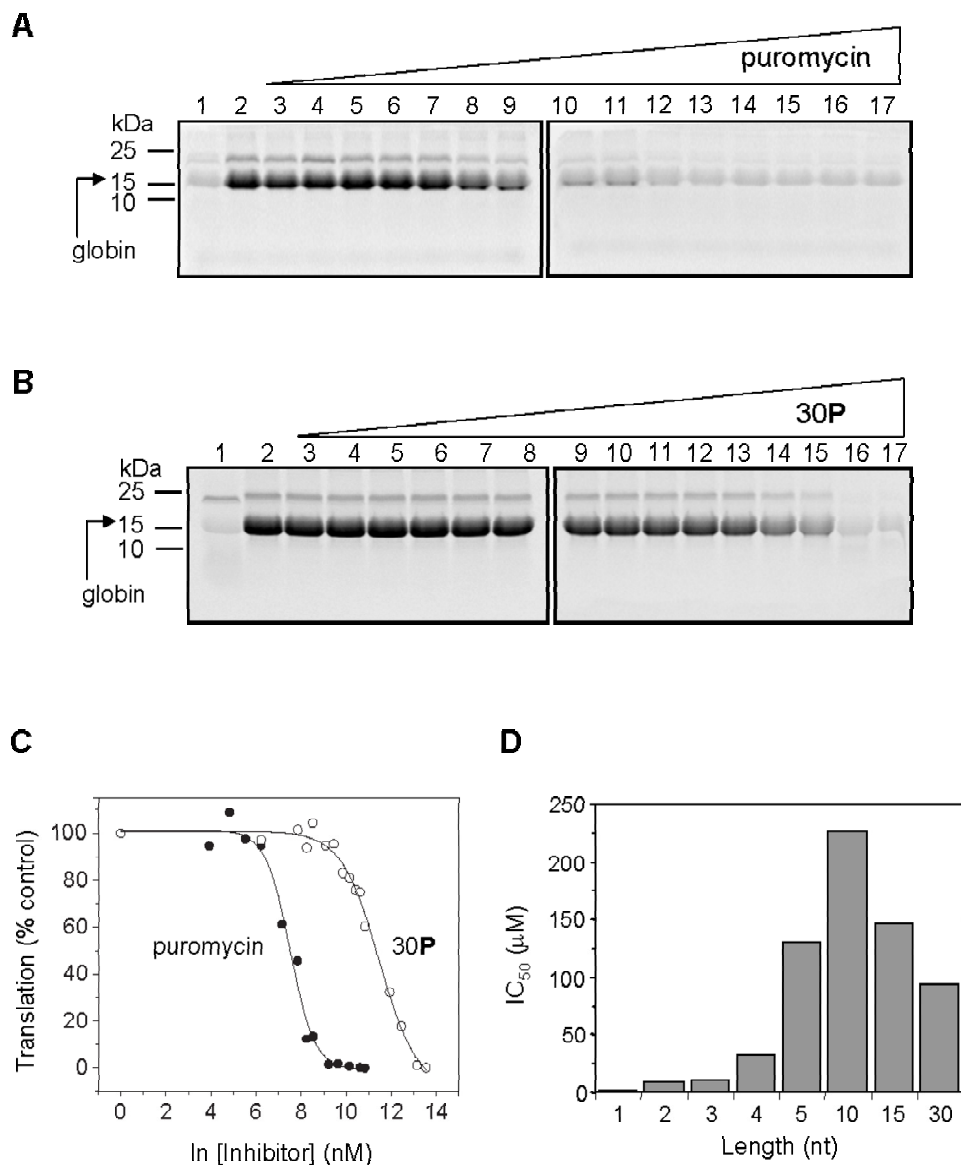 A
puromycin
1 2 3 4 5 6 7 8 9 10 11 12 13 14 15 16 17
kDa
25
15
10
globin
B
30P
1 2 3 4 5 6 7 8 9 10 11 12 13 14 15 16 17
kDa
25
15
10
globin
C
Translation (% control)
100
80
60
40
20
0
puromycin
30P
0 2 4 6 8 10 12 14
ln [Inhibitor] (nM)
D
IC50 (μM)
250
200
150
100
50
0
1 2 3 4 5 10 15 30
Length (nt)